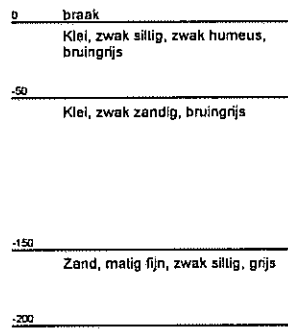 0 braak
Klei, zwak siltig, zwak humeus,
bruingrijs
-50
Klei, zwak zandig, bruingrijs
-150
Zand, matig fijn, zwak siltig, grijs
-200